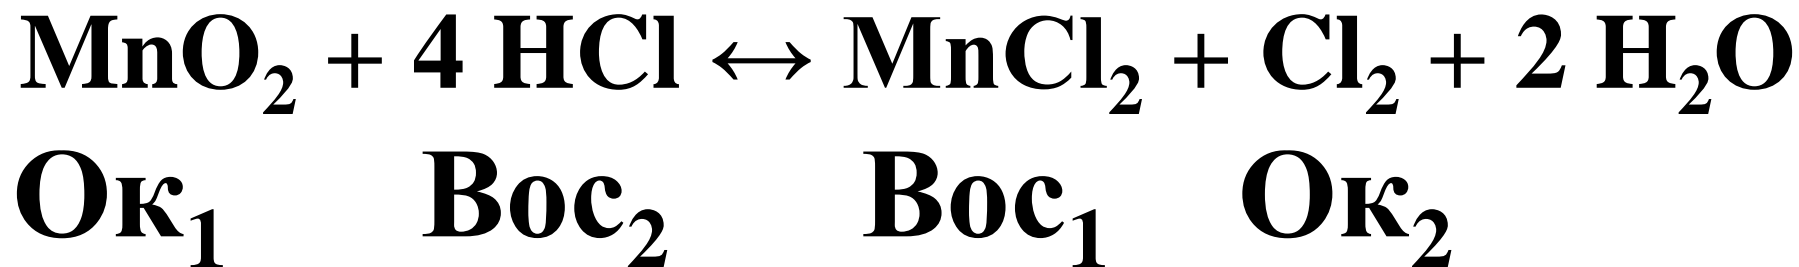 MnO₂ + 4 HCl ↔ MnCl₂ + Cl₂ + 2 H₂O
Ок₁ Вос₂ Вос₁ Ок₂